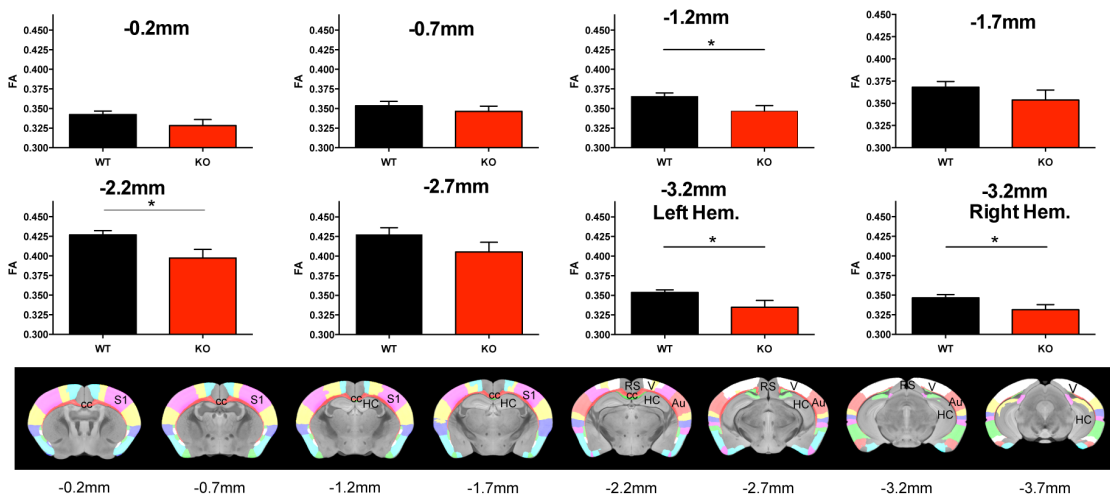 -0.2mm
0.450
0.425
0.400
0.375
0.350
0.325
0.300
FA
WT KO
-0.7mm
0.450
0.425
0.400
0.375
0.350
0.325
0.300
FA
WT KO
-1.2mm
*
0.450
0.425
0.400
0.375
0.350
0.325
0.300
FA
WT KO
-1.7mm
0.450
0.425
0.400
0.375
0.350
0.325
0.300
FA
WT KO
-2.2mm
*
0.450
0.425
0.400
0.375
0.350
0.325
0.300
FA
WT KO
-2.7mm
0.450
0.425
0.400
0.375
0.350
0.325
0.300
FA
WT KO
-3.2mm
Left Hem.
*
0.450
0.425
0.400
0.375
0.350
0.325
0.300
FA
WT KO
-3.2mm
Right Hem.
*
0.450
0.425
0.400
0.375
0.350
0.325
0.300
FA
WT KO
cc S1
cc S1
cc HC S1
cc HC S1
RS V
cc HC
Au
RS V
HC Au
RS V
Au
HC
V
HC
-0.2mm -0.7mm -1.2mm -1.7mm -2.2mm -2.7mm -3.2mm -3.7mm